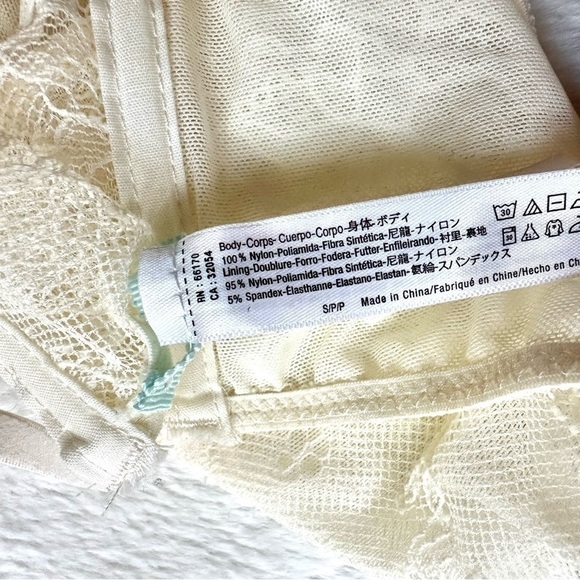 RN : 66170
CA : 32054
Body-Corps- Cuerpo-Corpo-身体-ボディ
100% Nylon-Poliamida-Fibra Sintética-尼龍-ナイロン
Lining-Doublure-Forro-Fodera-Futter-Enfileirando-衬里-裏地
95% Nylon-Poliamida-Fibra Sintética-尼龍-ナイロン
5% Spandex-Élasthanne-Elastano-Elastan-氨綸-スパンデックス
S/P/P
Made in China/Fabriqué en Chine/Hecho en Ch
30